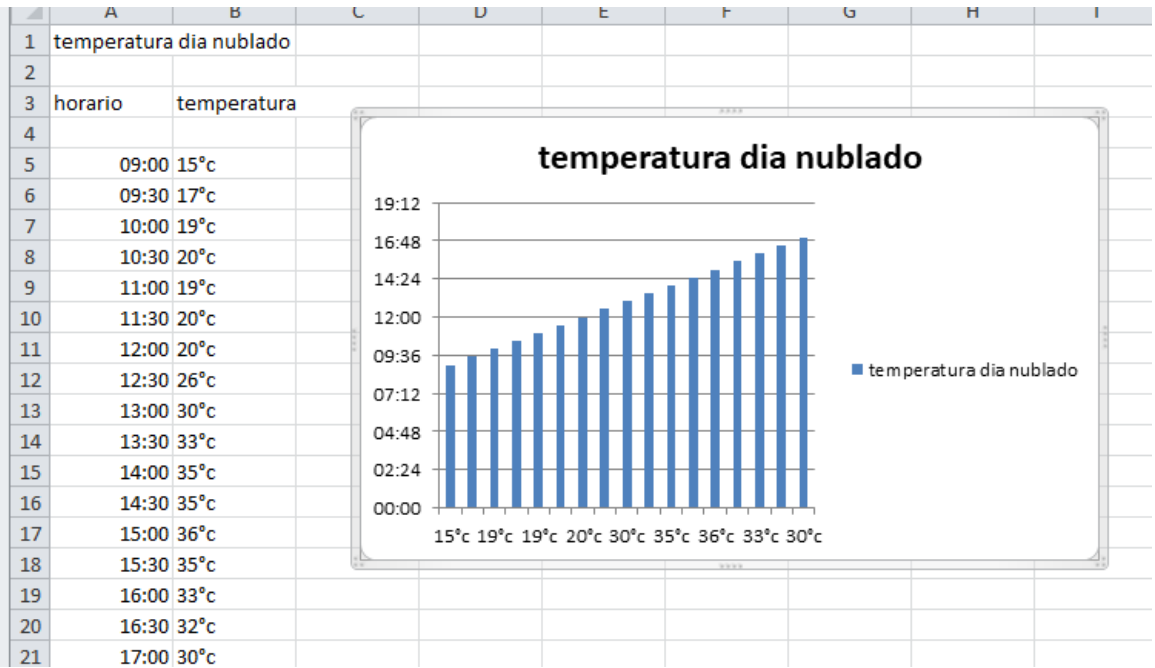 A B C D E F G H I
1 temperatura dia nublado
2
3 horario temperatura
4
5 09:00 15°c
6 09:30 17°c
7 10:00 19°c
8 10:30 20°c
9 11:00 19°c
10 11:30 20°c
11 12:00 20°c
12 12:30 26°c
13 13:00 30°c
14 13:30 33°c
15 14:00 35°c
16 14:30 35°c
17 15:00 36°c
18 15:30 35°c
19 16:00 33°c
20 16:30 32°c
21 17:00 30°c
temperatura dia nublado
19:12
16:48
14:24
12:00
09:36
07:12
04:48
02:24
00:00
15°c 19°c 19°c 20°c 30°c 35°c 36°c 33°c 30°c
temperatura dia nublado